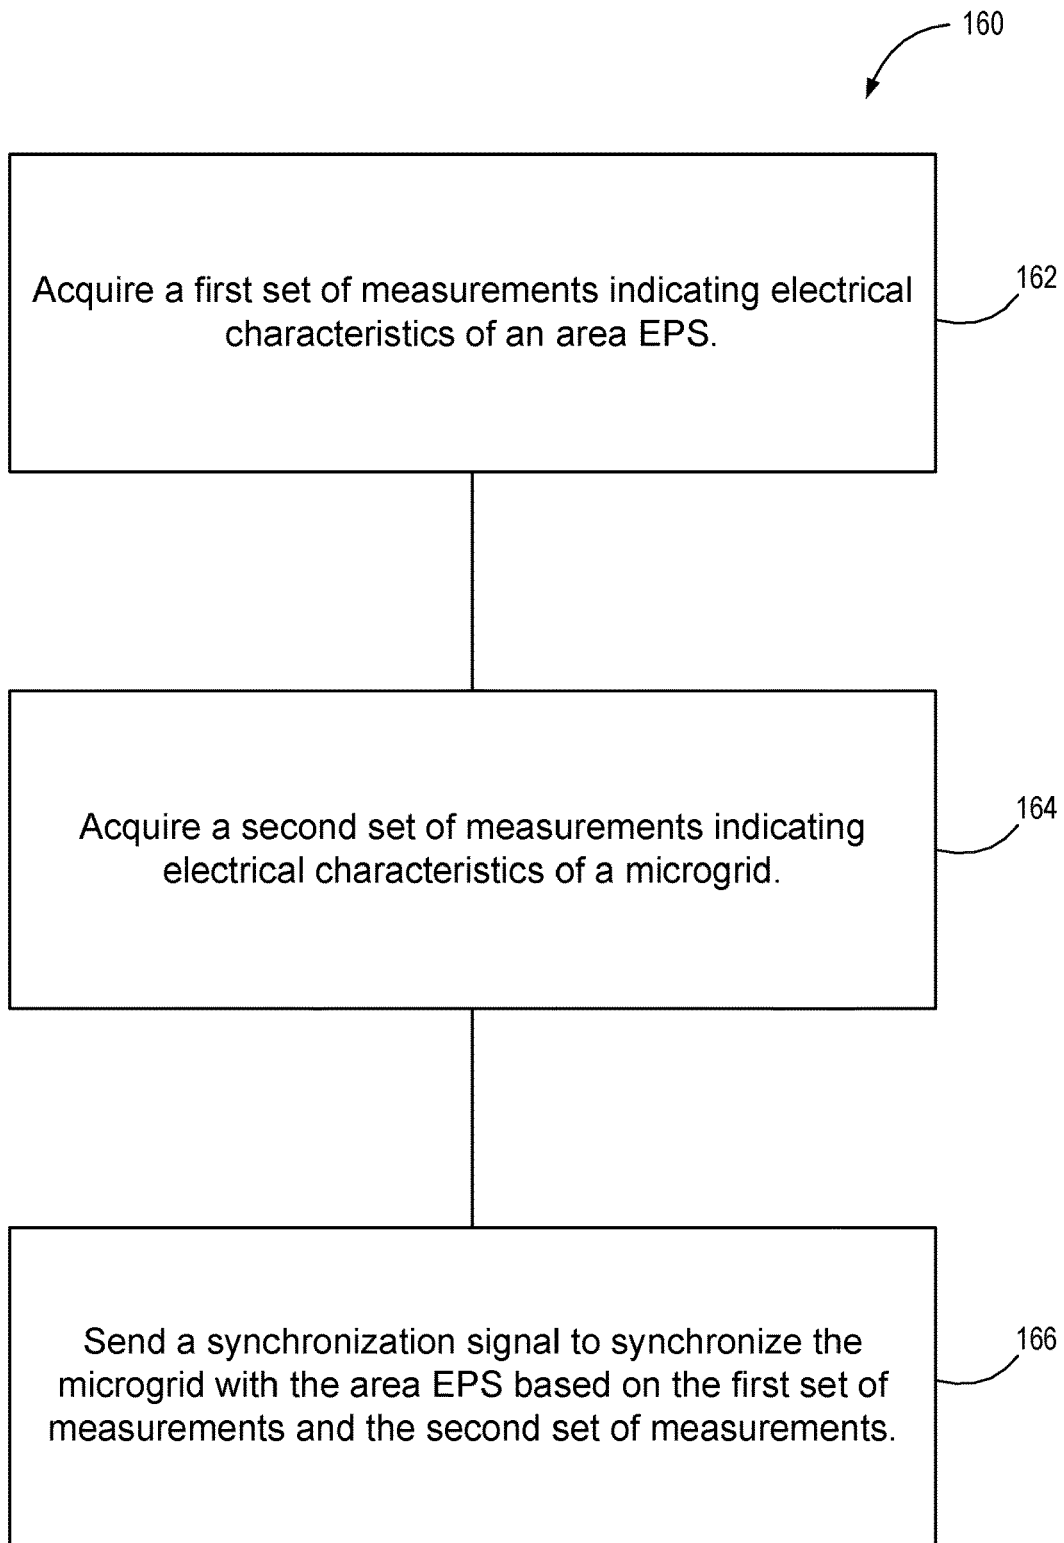 160
Acquire a first set of measurements indicating electrical
characteristics of an area EPS.
162
Acquire a second set of measurements indicating
electrical characteristics of a microgrid.
164
Send a synchronization signal to synchronize the
microgrid with the area EPS based on the first set of
measurements and the second set of measurements.
166